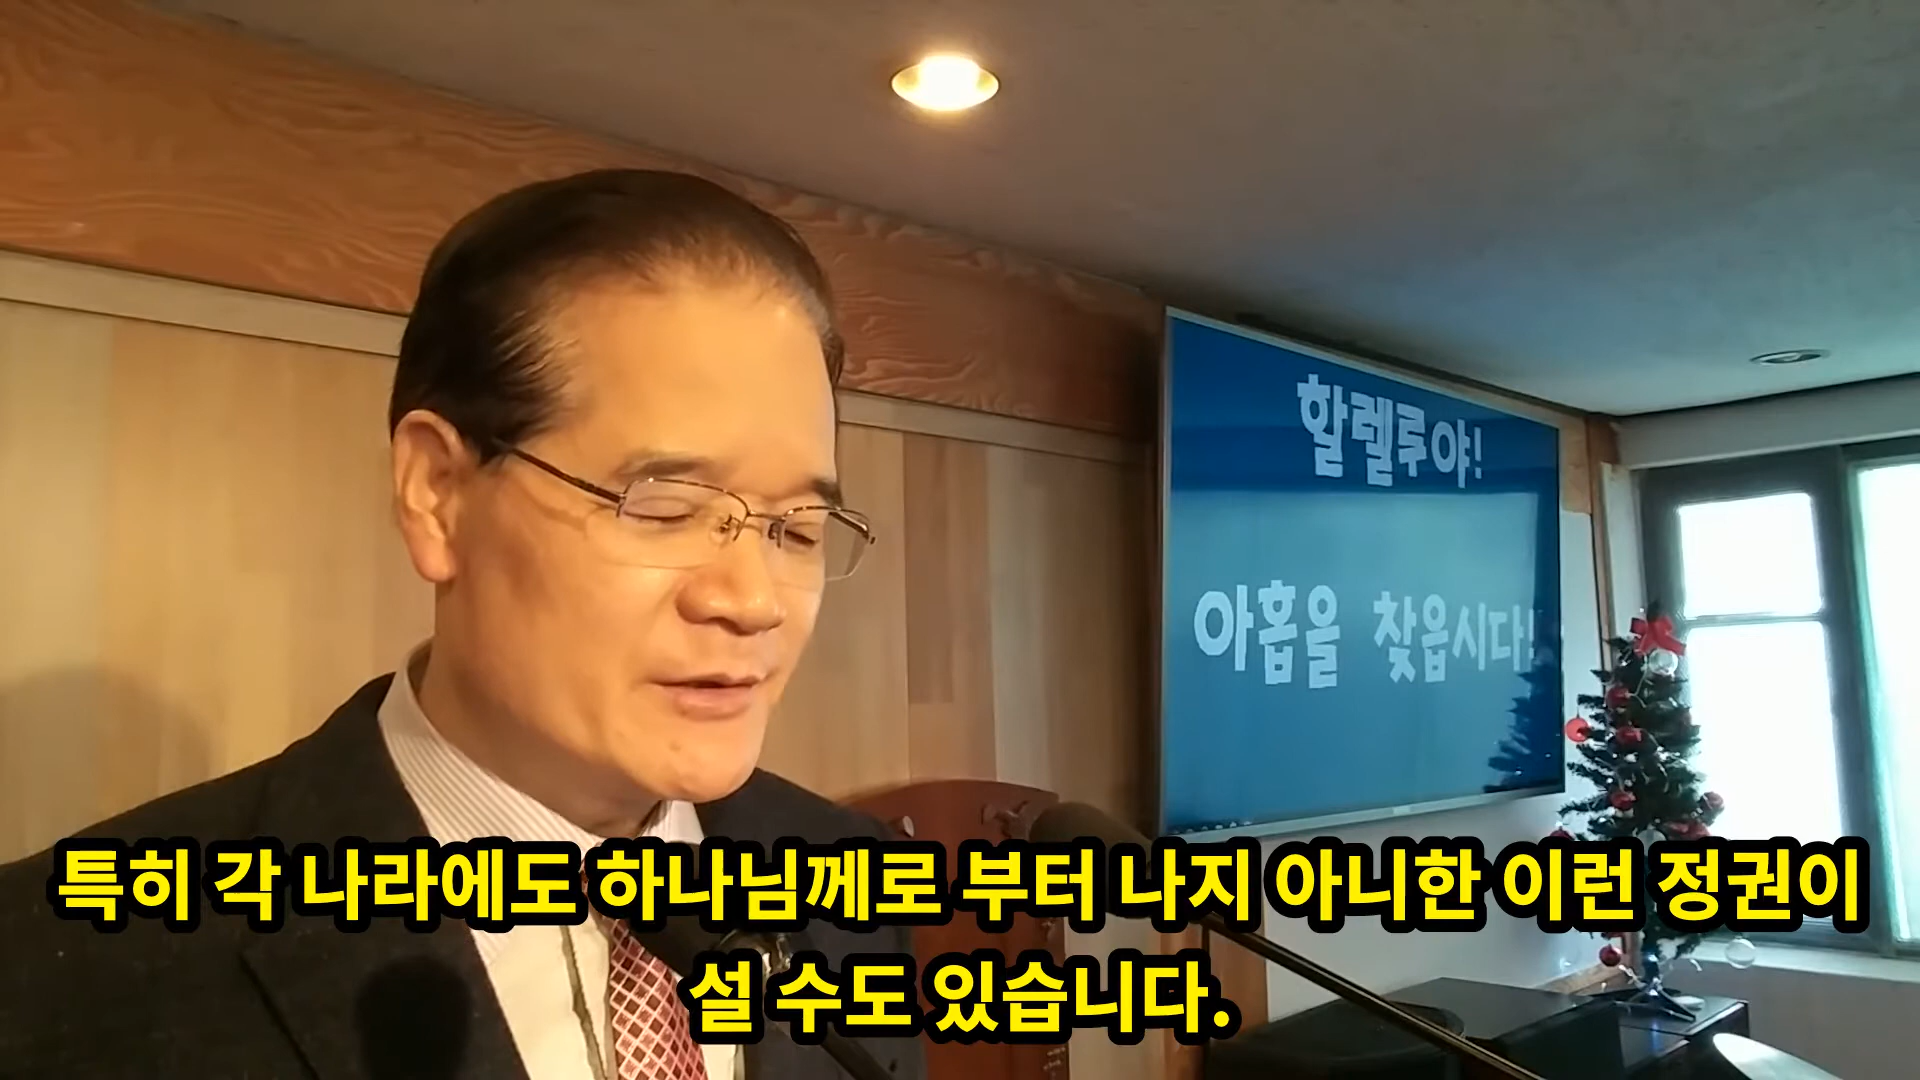 할렐루야!
아홉을 찾읍시다!
특히 각 나라에도 하나님께로 부터 나지 아니한 이런 정권이
설 수도 있습니다.